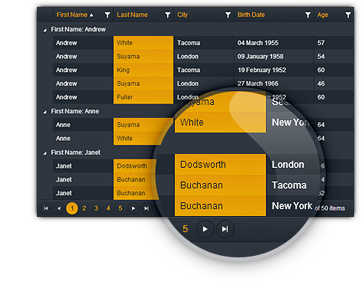 First Name Last Name City Birth Date Age
First Name: Andrew
Andrew White Tacoma 04 March 1955 57
Andrew Suyama London 09 January 1958 54
Andrew King Tacoma 19 February 1952 60
Andrew Suyama London 27 March 1966 46
Andrew Fuller London 1952 60
First Name: Anne
Anne Suyama 64
Anne White 64
First Name: Janet
Janet Dodsworth
Janet Buchanan
Janet Buchanan
1 2 3 4 5 of 50 items
Suyama
White New York
Dodsworth London
Buchanan Tacoma
Buchanan New York
5